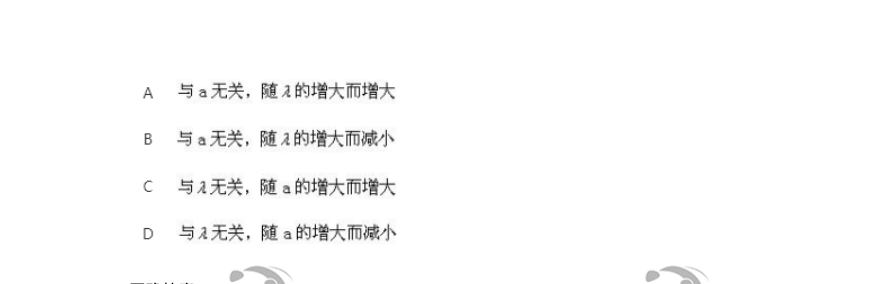 A 与 a 无关，随 λ 的增大而增大
B 与 a 无关，随 λ 的增大而减小
C 与 λ 无关，随 a 的增大而增大
D 与 λ 无关，随 a 的增大而减小